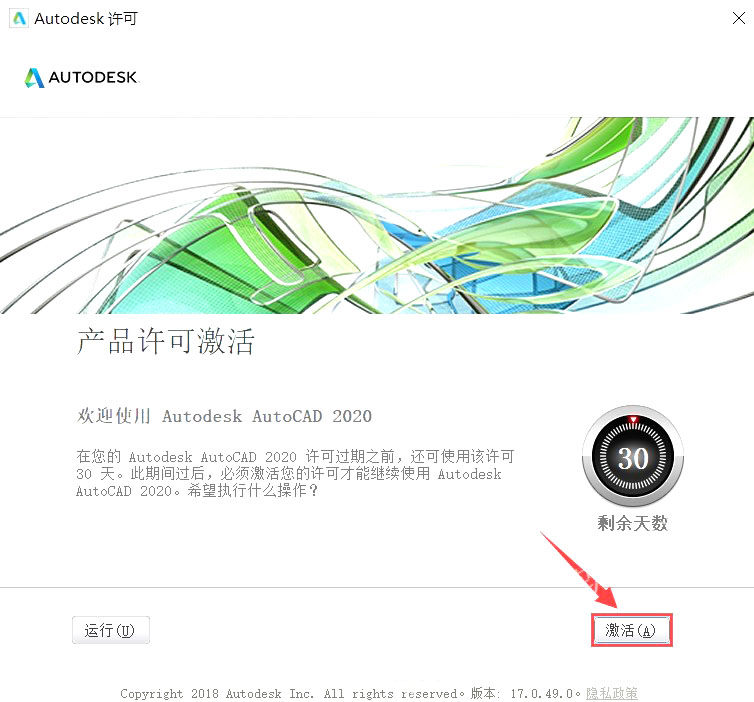 Autodesk 许可
AUTODESK
产品许可激活
欢迎使用 Autodesk AutoCAD 2020
在您的 Autodesk AutoCAD 2020 许可过期之前，还可使用该许可
30 天。此期间过后，必须激活您的许可才能继续使用 Autodesk
AutoCAD 2020。希望执行什么操作？
30
剩余天数
运行(U)
激活(A)
Copyright 2018 Autodesk Inc. All rights reserved。版本: 17.0.49.0。隐私政策